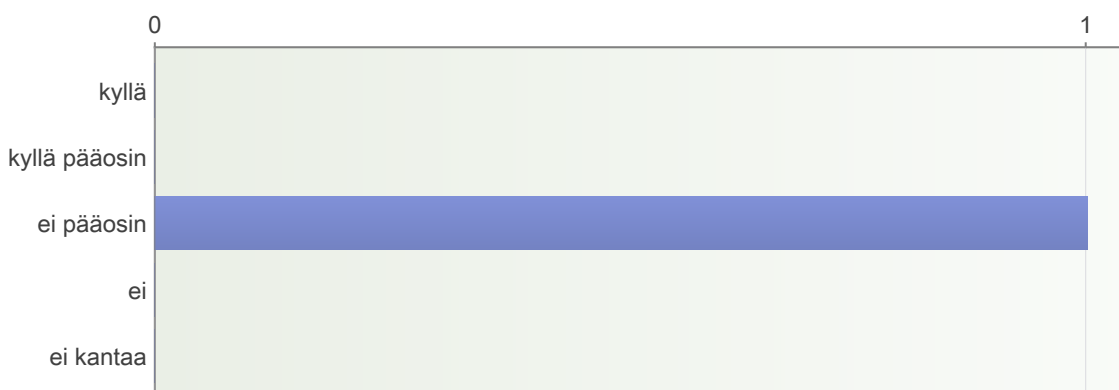 0 1
kyllä
kyllä pääosin
ei pääosin
ei
ei kantaa